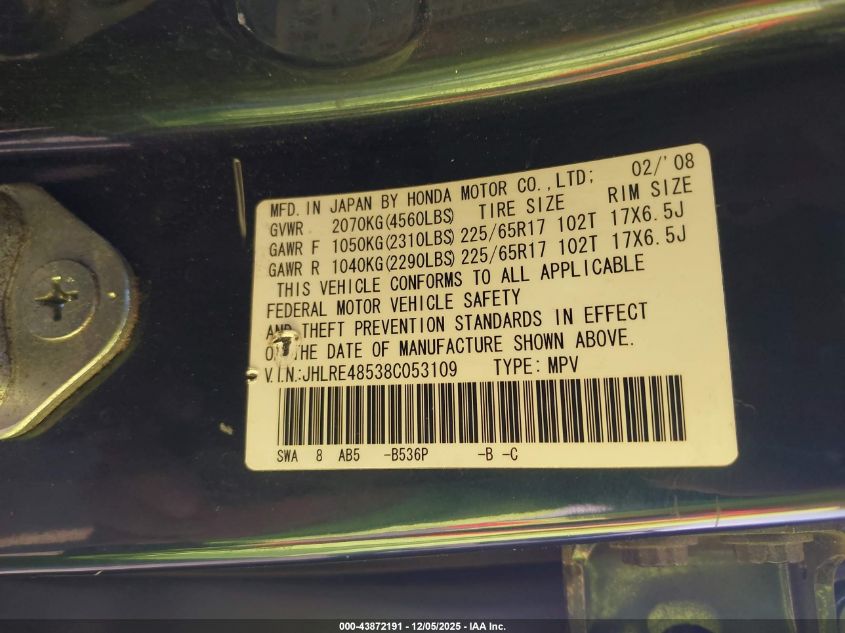 02/'08
MFD. IN JAPAN BY HONDA MOTOR CO.,LTD;
GVWR 2070KG(4560LBS) TIRE SIZE RIM SIZE
GAWR F 1050KG(2310LBS) 225/65R17 102T 17X6.5J
GAWR R 1040KG(2290LBS) 225/65R17 102T 17X6.5J
THIS VEHICLE CONFORMS TO ALL APPLICABLE
FEDERAL MOTOR VEHICLE SAFETY
AND THEFT PREVENTION STANDARDS IN EFFECT
ON THE DATE OF MANUFACTURE SHOWN ABOVE.
V.I.N.:JHLRE48538C053109 TYPE: MPV
SWA 8 AB5 -B536P -B -C
000-43872191 - 12/05/2025 - IAA Inc.